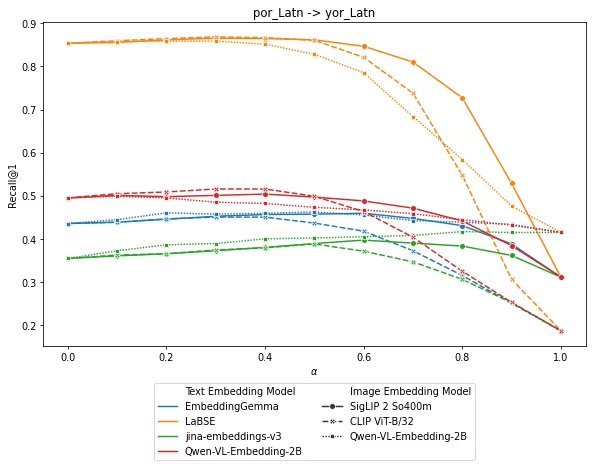 por_Latn -> yor_Latn
Recall@1
0.9
0.8
0.7
0.6
0.5
0.4
0.3
0.2
0.0 0.2 0.4 0.6 0.8 1.0
α
Text Embedding Model Image Embedding Model
EmbeddingGemma SigLIP 2 So400m
LaBSE CLIP ViT-B/32
jina-embeddings-v3 Qwen-VL-Embedding-2B
Qwen-VL-Embedding-2B